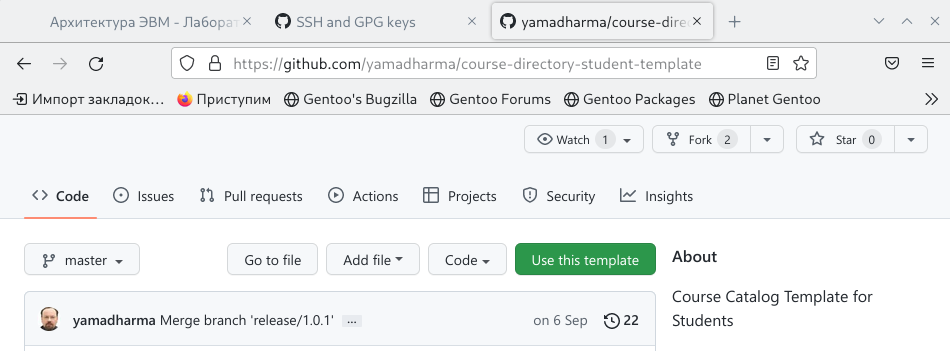 Архитектура ЭВМ - Лаборат
SSH and GPG keys
yamadharma/course-dire
https://github.com/yamadharma/course-directory-student-template
Импорт закладок... Приступим Gentoo's Bugzilla Gentoo Forums Gentoo Packages Planet Gentoo
Watch 1 Fork 2 Star 0
Code Issues Pull requests Actions Projects Security Insights
master Go to file Add file Code Use this template
yamadharma Merge branch 'release/1.0.1' ... on 6 Sep 22
About
Course Catalog Template for
Students